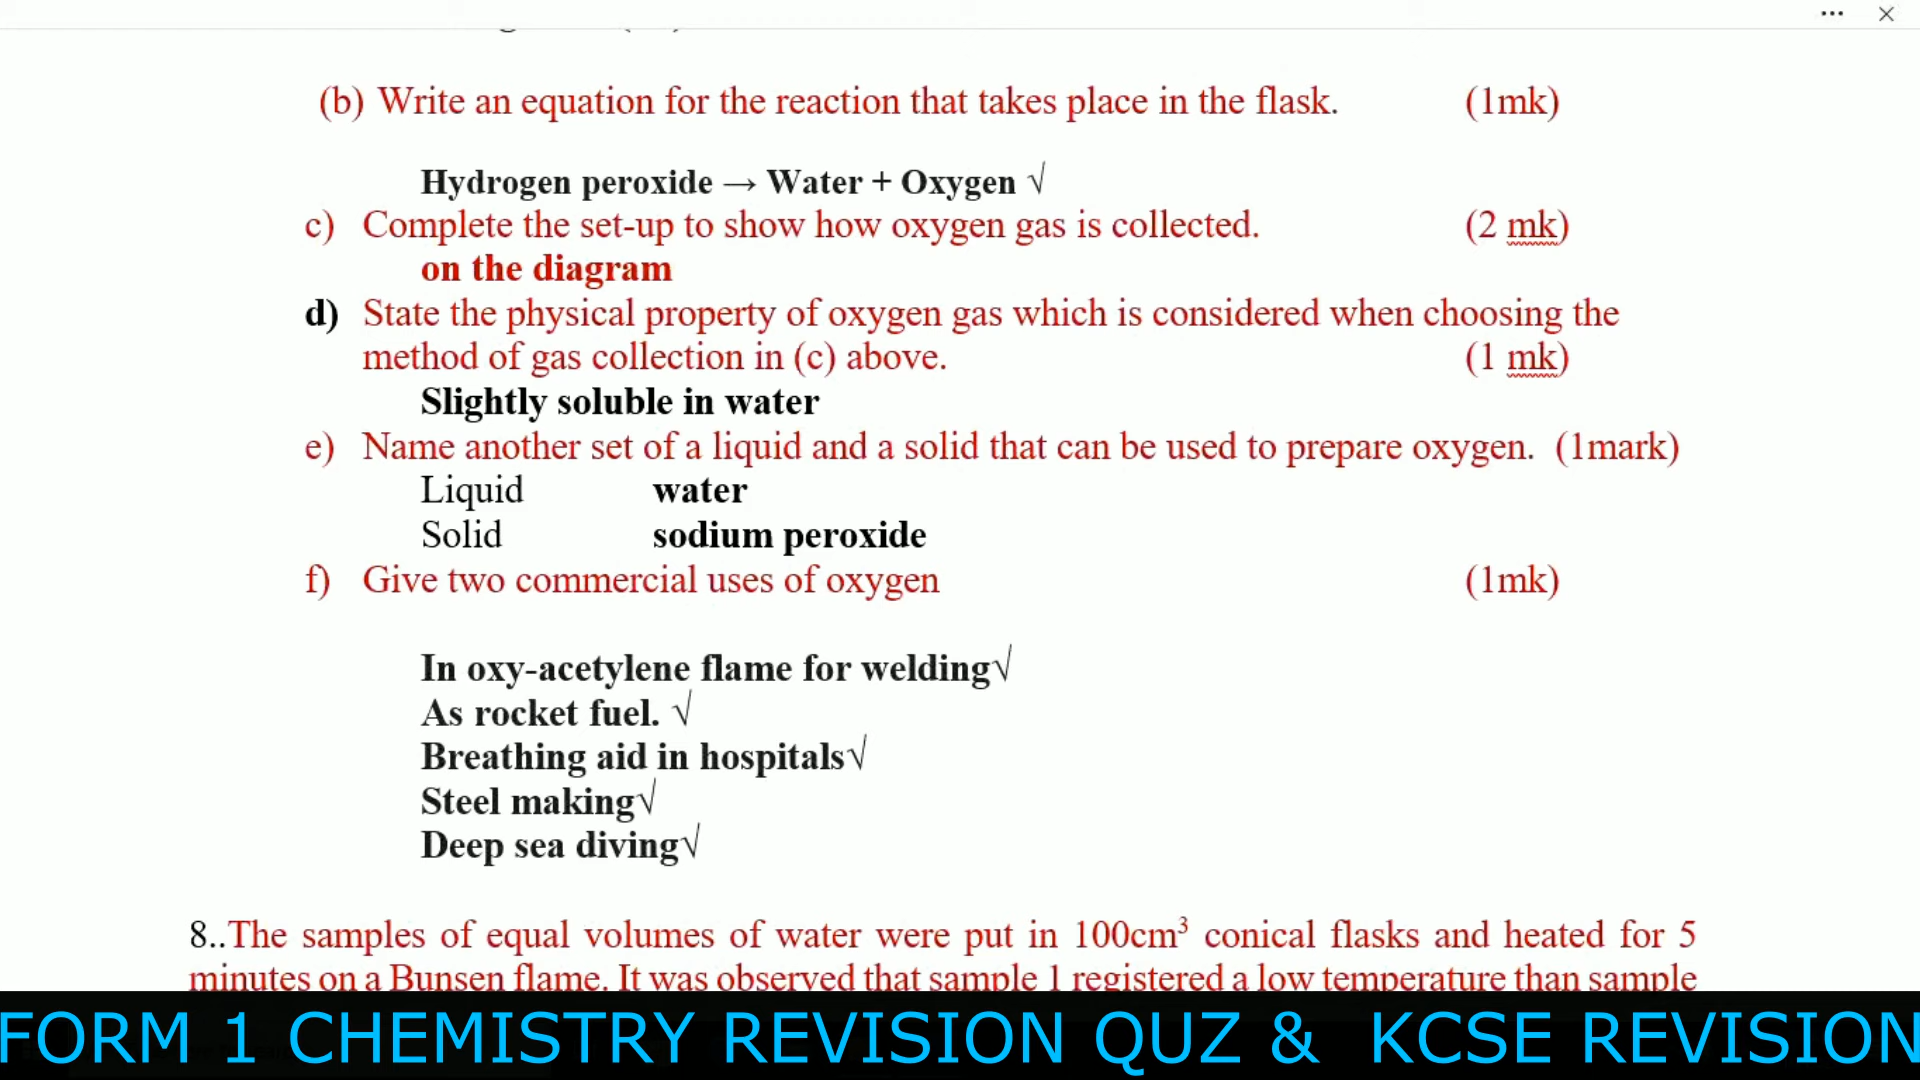 (b) Write an equation for the reaction that takes place in the flask. (1mk)
Hydrogen peroxide → Water + Oxygen √
c) Complete the set-up to show how oxygen gas is collected. (2 mk)
on the diagram
d) State the physical property of oxygen gas which is considered when choosing the
method of gas collection in (c) above. (1 mk)
Slightly soluble in water
e) Name another set of a liquid and a solid that can be used to prepare oxygen. (1mark)
Liquid water
Solid sodium peroxide
f) Give two commercial uses of oxygen (1mk)
In oxy-acetylene flame for welding√
As rocket fuel. √
Breathing aid in hospitals√
Steel making√
Deep sea diving√
8..The samples of equal volumes of water were put in 100cm³ conical flasks and heated for 5
minutes on a Bunsen flame. It was observed that sample 1 registered a low temperature than sample
FORM 1 CHEMISTRY REVISION QUZ & KCSE REVISION